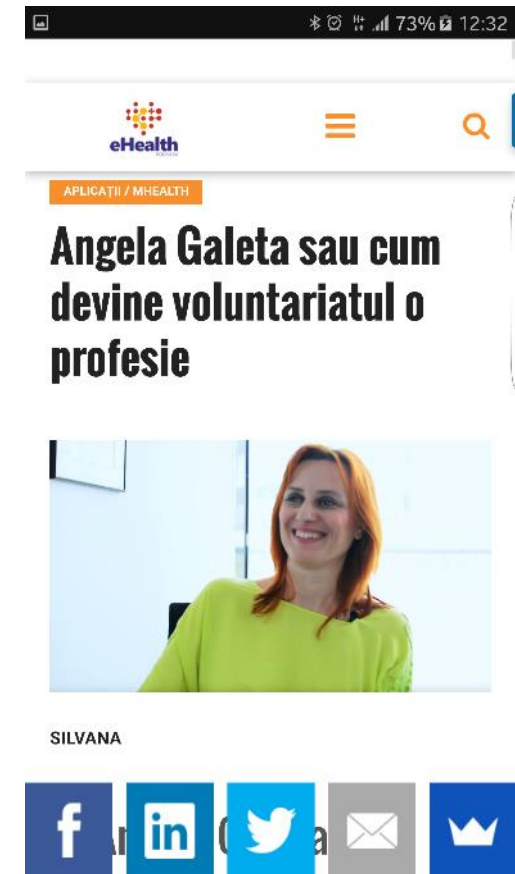 73% 12:32
eHealth
APLICAȚII / MHEALTH
Angela Galeta sau cum
devine voluntariatul o
profesie
SILVANA